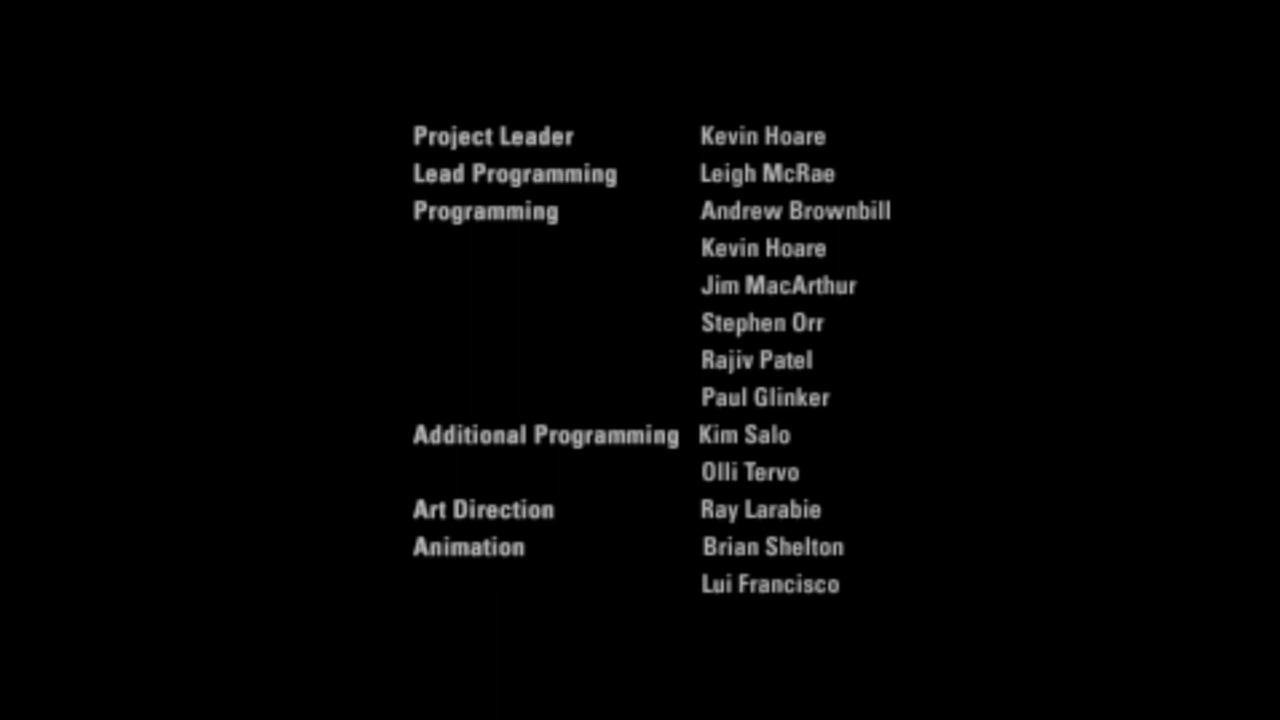 Project Leader Kevin Hoare
Lead Programming Leigh McRae
Programming Andrew Brownbill
Kevin Hoare
Jim MacArthur
Stephen Orr
Rajiv Patel
Paul Glinker
Additional Programming Kim Salo
Olli Tervo
Art Direction Ray Larabie
Animation Brian Shelton
Lui Francisco